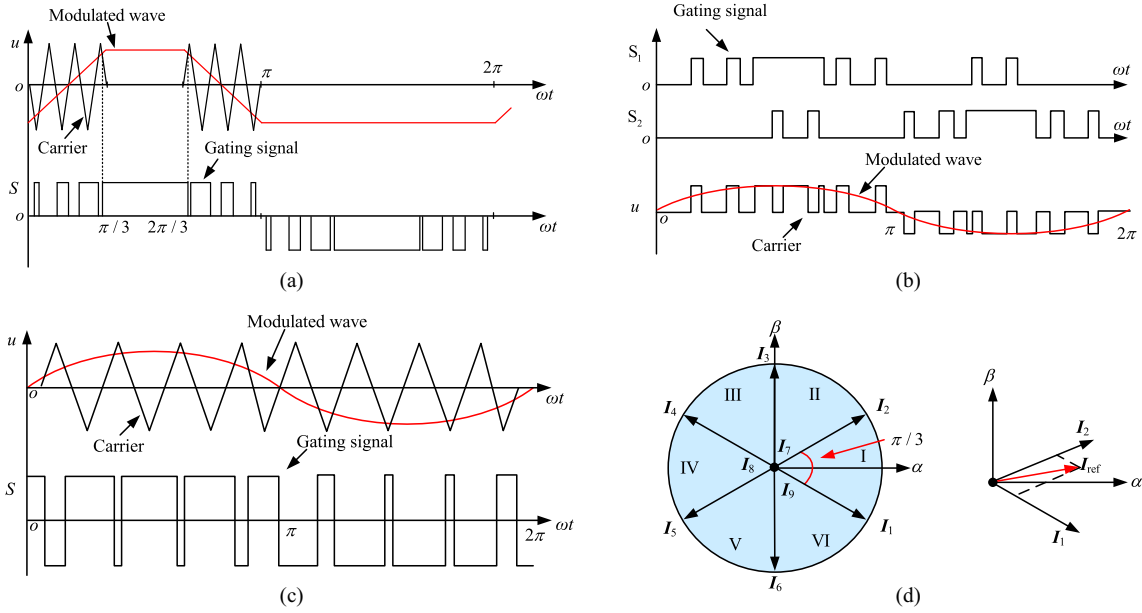 Modulated wave
u
π
2π
o
ωt
Carrier
Gating signal
S
o
π / 3
2π / 3
ωt
(a)
Gating signal
S1
o
ωt
S2
o
ωt
Modulated wave
u
o
Carrier
π
2π
(b)
Modulated wave
u
o
ωt
Carrier
Gating signal
S
o
π
ωt
2π
(c)
β
I3
III
II
I4
I2
π / 3
I7
I
IV
I8
α
I9
I5
I1
V
VI
I6
β
I2
Iref
α
I1
(d)